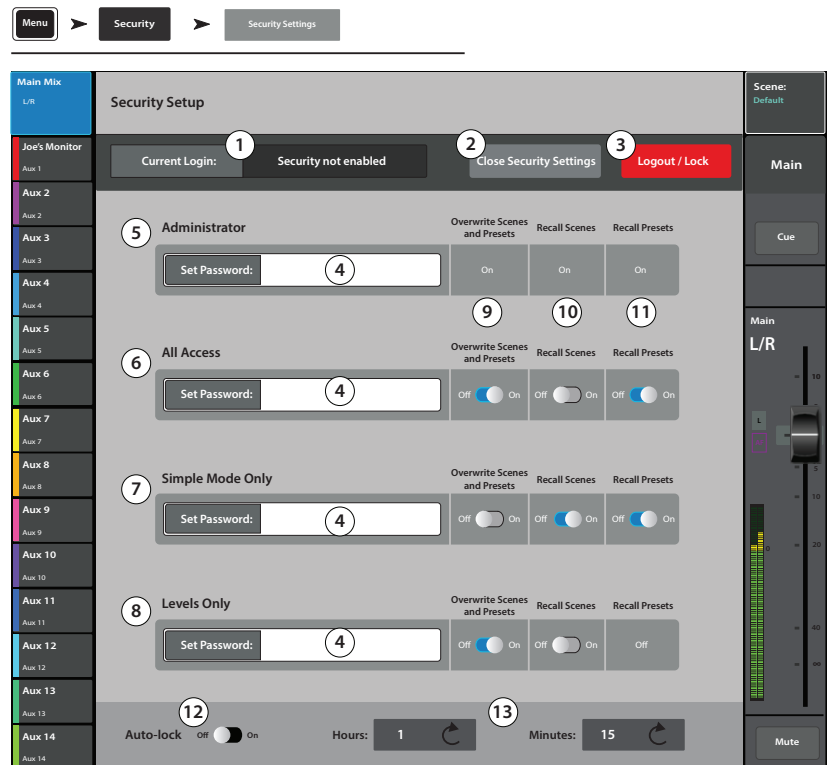 Menu
Security
Security Settings
Main Mix
L/R
Joe's Monitor
Aux 1
Aux 2
Aux 2
Aux 3
Aux 3
Aux 4
Aux 4
Aux 5
Aux 5
Aux 6
Aux 6
Aux 7
Aux 7
Aux 8
Aux 8
Aux 9
Aux 9
Aux 10
Aux 10
Aux 11
Aux 11
Aux 12
Aux 12
Aux 13
Aux 13
Aux 14
Aux 14
Security Setup
1 2 3
Current Login: Security not enabled Close Security Settings Logout / Lock
5 Administrator
Overwrite Scenes and Presets Recall Scenes Recall Presets
Set Password: 4 On On On
9 10 11
6 All Access
Overwrite Scenes and Presets Recall Scenes Recall Presets
Set Password: 4 Off On Off On Off On
7 Simple Mode Only
Overwrite Scenes and Presets Recall Scenes Recall Presets
Set Password: 4 Off On Off On Off On
8 Levels Only
Overwrite Scenes and Presets Recall Scenes Recall Presets
Set Password: 4 Off On Off On Off
12 13
Auto-lock Off On Hours: 1 Minutes: 15
Scene:
Default
Main
Cue
Main
L/R
10
L
5
10
20
40
∞
Mute